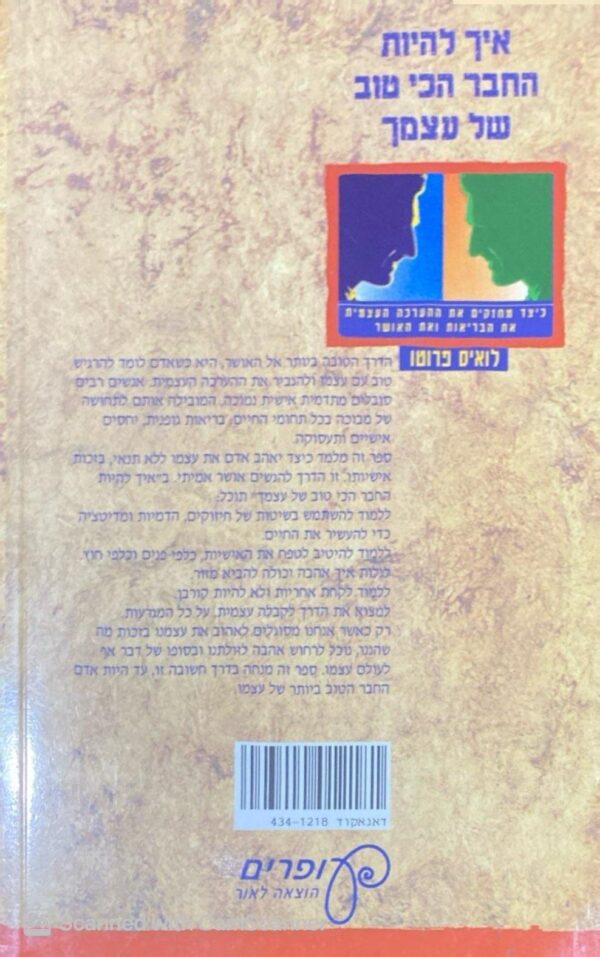 איך להיות
החבר הכי טוב
של עצמך
כיצד מחזקים את ההערכה העצמית
את הבריאות ואת האושר
לואיס פרוטו
הדרך הטובה ביותר אל האושר, היא כשאדם לומד להרגיש
טוב עם עצמו ולהגביר את ההערכה העצמית. אנשים רבים
סובלים מתדמית אישית נמוכה, המובילה אותם לתחושה
של מבוכה בכל תחומי החיים, בריאות גופנית, יחסים
אישיים ותעסוקה.
ספר זה מלמד כיצד יאהב אדם את עצמו ללא תנאי, בזכות
אישיותו. זו הדרך להגשים אושר אמיתי. ב"איך להיות
החבר הכי טוב של עצמך" תוכל:
ללמוד להשתמש בשיטות של חיזוקים, הדמיות ומדיטציה
כדי להעשיר את החיים.
ללמוד להיטיב לטפח את האישיות, כלפי פנים וכלפי חוץ.
לגלות איך אהבה יכולה להביא מזור.
ללמוד לקחת אחריות ולא להיות קורבן.
למצוא את הדרך לקבלה עצמית, על כל המגרעות.
רק כאשר אנחנו מסוגלים לאהוב את עצמנו בזכות מה
שהננו, נוכל לרחוש אהבה לזולתנו ובסופו של דבר אף
לעולם עצמו. ספר זה מנחה בדרך חשובה זו, עד היות אדם
החבר הטוב ביותר של עצמו.
דאנאקוד 434-1218
אופרים
הוצאה לאור
Scanned with